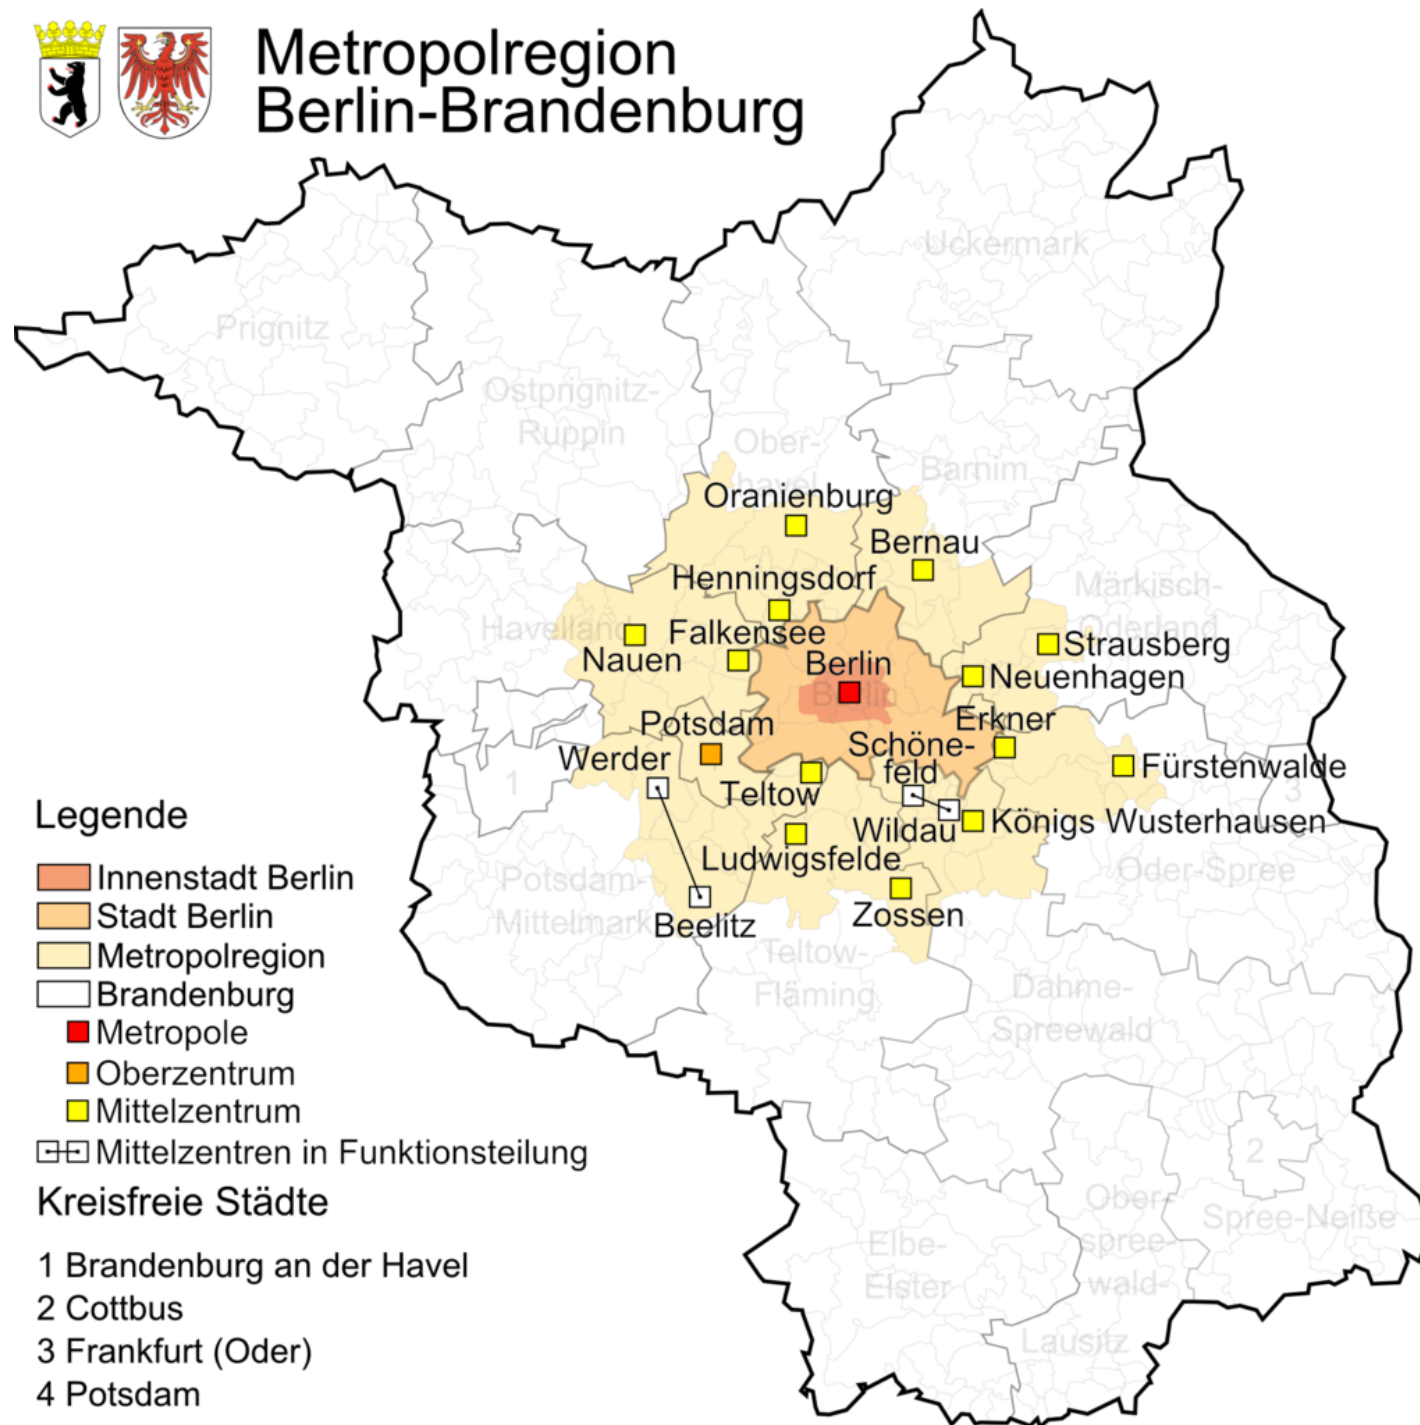 Metropolregion
Berlin-Brandenburg
Uckermark
Prignitz
Ostprignitz-
Ruppin
Ober-
havel
Barnim
Oranienburg
Bernau
Henningsdorf
Märkisch-
Oderland
Havelland
Falkensee
Nauen
Strausberg
Berlin
Berlin
Neuenhagen
Potsdam
Erkner
Werder
Schöne-
feld
Fürstenwalde
1
3
Teltow
Wildau
Königs Wusterhausen
Ludwigsfelde
Oder-Spree
Potsdam-
Mittelmark
Beelitz
Zossen
Teltow-
Fläming
Dahme-
Spreewald
2
Ober-
spree-
wald-
Lausitz
Spree-Neiße
Elbe-
Elster
Legende
Innenstadt Berlin
Stadt Berlin
Metropolregion
Brandenburg
Metropole
Oberzentrum
Mittelzentrum
Mittelzentren in Funktionsteilung
Kreisfreie Städte
1 Brandenburg an der Havel
2 Cottbus
3 Frankfurt (Oder)
4 Potsdam